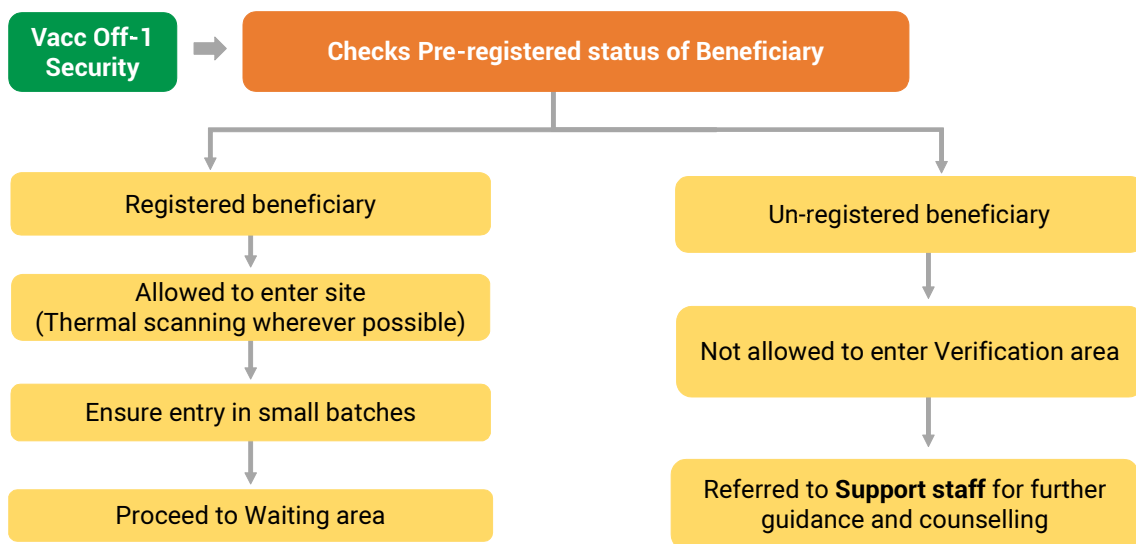 Vacc Off-1
Security
Checks Pre-registered status of Beneficiary
Registered beneficiary
Allowed to enter site
(Thermal scanning wherever possible)
Ensure entry in small batches
Proceed to Waiting area
Un-registered beneficiary
Not allowed to enter Verification area
Referred to Support staff for further
guidance and counselling